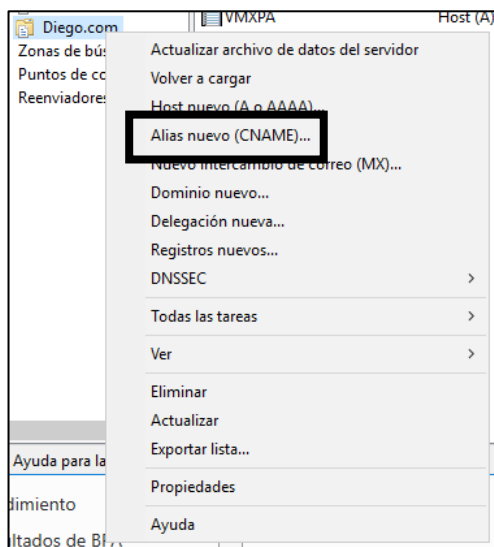 VMXPA Host (A)
Diego.com
Zonas de bús
Puntos de co
Reenviadores
Actualizar archivo de datos del servidor
Volver a cargar
Host nuevo (A o AAAA)...
Alias nuevo (CNAME)...
Nuevo intercambio de correo (MX)...
Dominio nuevo...
Delegación nueva...
Registros nuevos...
DNSSEC
Todas las tareas
Ver
Eliminar
Actualizar
Exportar lista...
Propiedades
Ayuda
Ayuda para la
dimiento
ltados de BPA